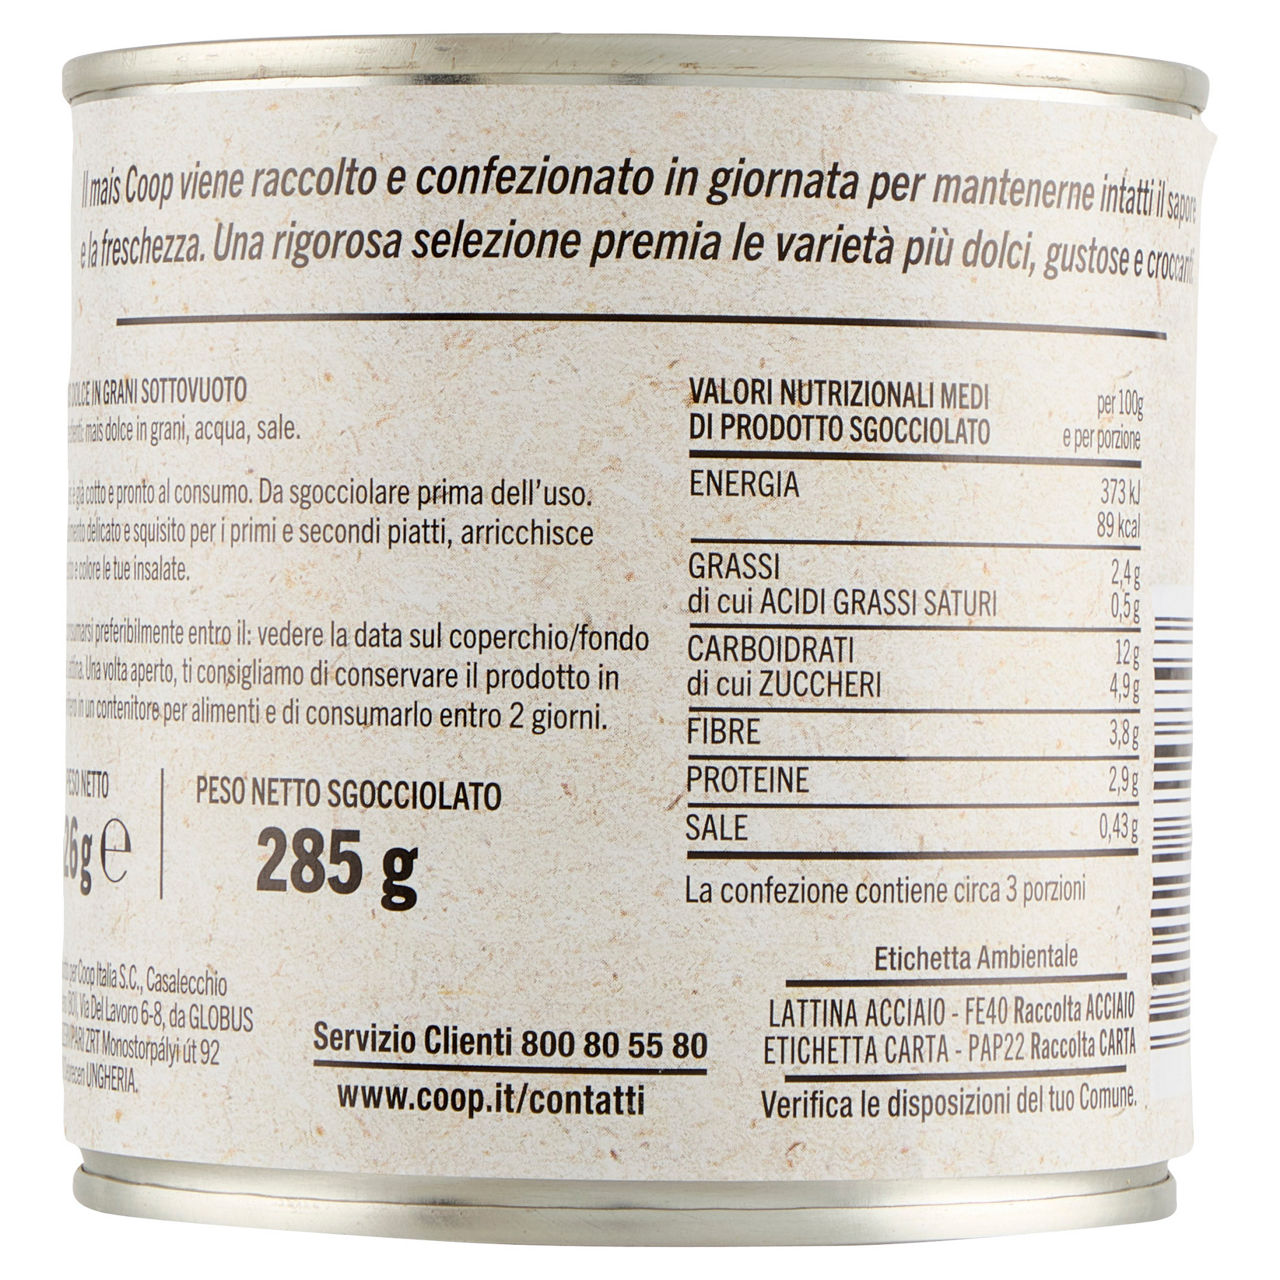 Il mais Coop viene raccolto e confezionato in giornata per mantenerne intatti il sapore
e la freschezza. Una rigorosa selezione premia le varietà più dolci, gustose e croccanti.
DOLCE IN GRANI SOTTOVUOTO
mais dolce in grani, acqua, sale.
è già cotto e pronto al consumo. Da sgocciolare prima dell'uso.
delicato e squisito per i primi e secondi piatti, arricchisce
e colore le tue insalate.
preferibilmente entro il: vedere la data sul coperchio/fondo
Una volta aperto, ti consigliamo di conservare il prodotto in
in un contenitore per alimenti e di consumarlo entro 2 giorni.
PESO NETTO
26g e
PESO NETTO SGOCCIOLATO
285 g
per Coop Italia S.C., Casalecchio
Via Del Lavoro 6-8, da GLOBUS
ZRT Monostorpályi út 92
UNGHERIA.
Servizio Clienti 800 80 55 80
www.coop.it/contatti
VALORI NUTRIZIONALI MEDI
DI PRODOTTO SGOCCIOLATO
per 100g
e per porzione
ENERGIA 373 kJ
89 kcal
GRASSI 2,4 g
di cui ACIDI GRASSI SATURI 0,5 g
CARBOIDRATI 12 g
di cui ZUCCHERI 4,9 g
FIBRE 3,8 g
PROTEINE 2,9 g
SALE 0,43 g
La confezione contiene circa 3 porzioni
Etichetta Ambientale
LATTINA ACCIAIO - FE40 Raccolta ACCIAIO
ETICHETTA CARTA - PAP22 Raccolta CARTA
Verifica le disposizioni del tuo Comune.